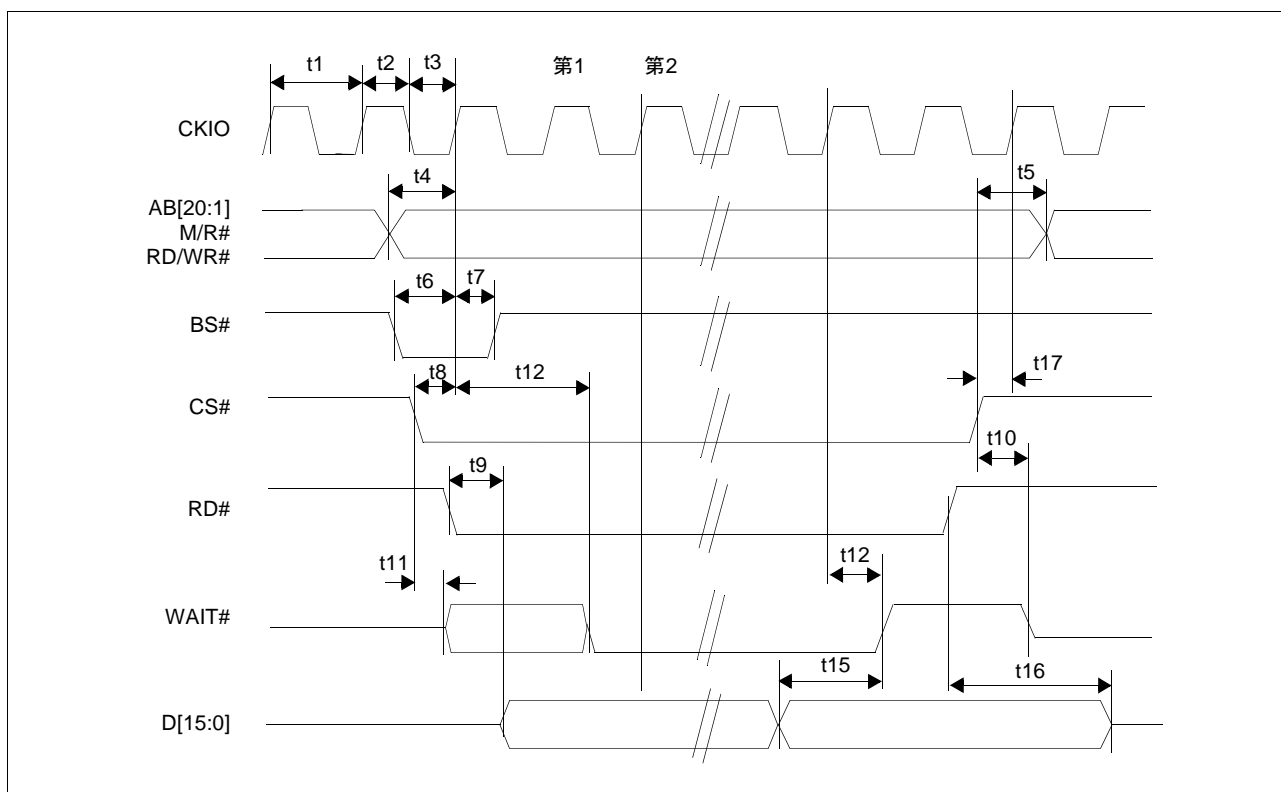 t1 t2 t3 第1 第2
CKIO
t4 t5
AB[20:1]
M/R#
RD/WR#
t6 t7
BS#
t8 t12 t17
CS#
t10
t9
RD#
t11 t12
WAIT#
t15 t16
D[15:0]